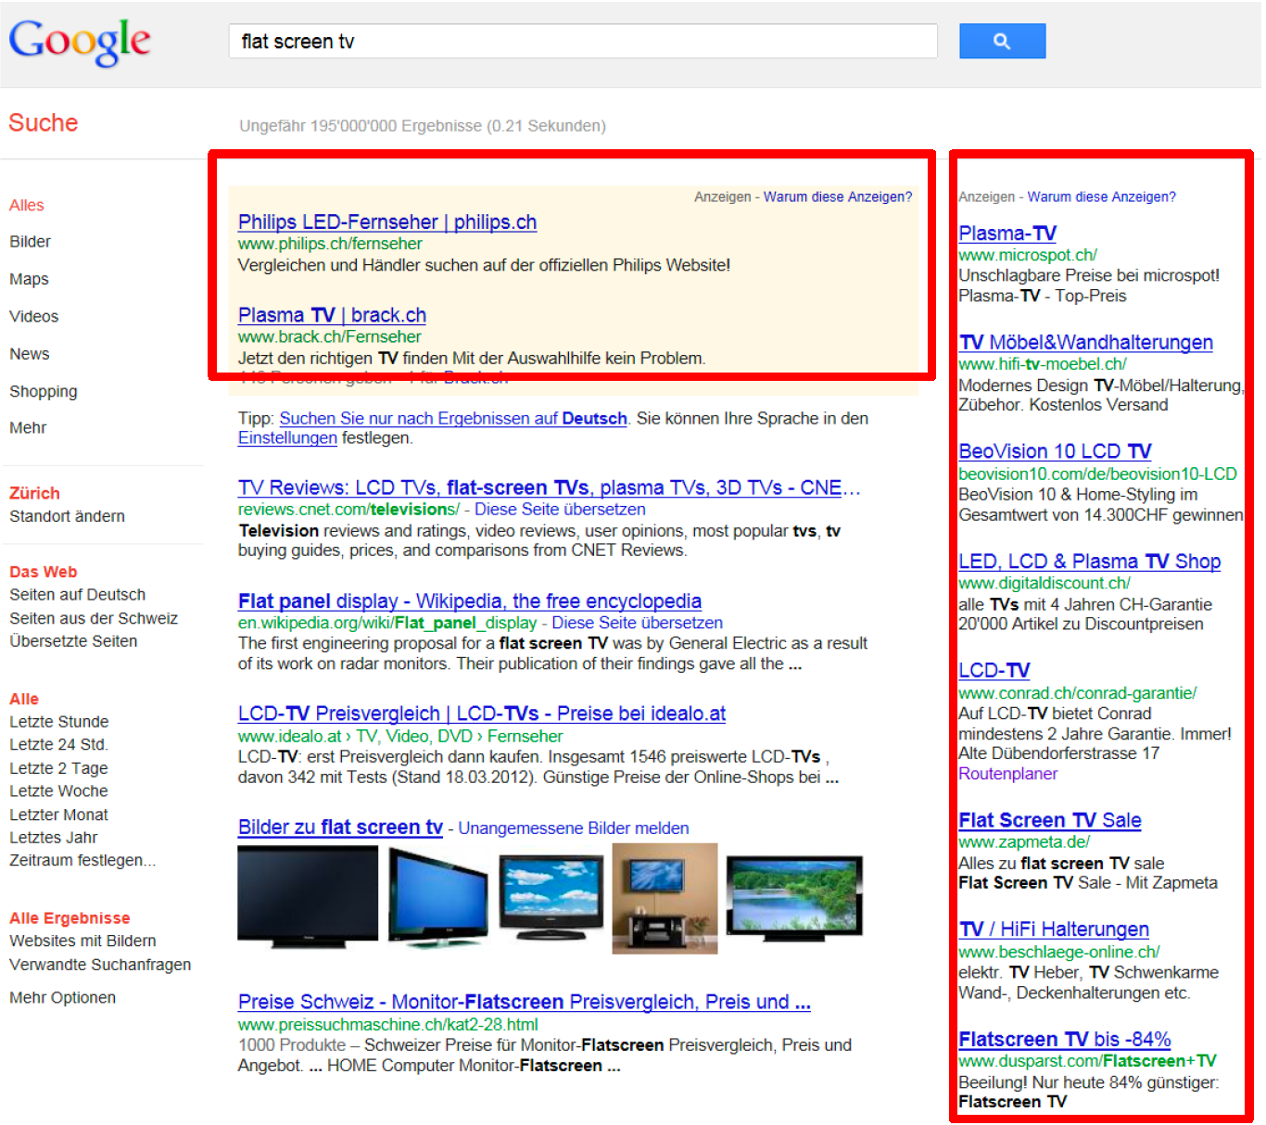 Google
flat screen tv
Suche
Ungefähr 195'000'000 Ergebnisse (0.21 Sekunden)
Alles
Bilder
Maps
Videos
News
Shopping
Mehr
Zürich
Standort ändern
Das Web
Seiten auf Deutsch
Seiten aus der Schweiz
Übersetzte Seiten
Alle
Letzte Stunde
Letzte 24 Std.
Letzte 2 Tage
Letzte Woche
Letzter Monat
Letztes Jahr
Zeitraum festlegen...
Alle Ergebnisse
Websites mit Bildern
Verwandte Suchanfragen
Mehr Optionen
Anzeigen - Warum diese Anzeigen?
Philips LED-Fernseher | philips.ch
www.philips.ch/fernseher
Vergleichen und Händler suchen auf der offiziellen Philips Website!
Plasma TV | brack.ch
www.brack.ch/Fernseher
Jetzt den richtigen TV finden Mit der Auswahlhilfe kein Problem.
Tipp: Suchen Sie nur nach Ergebnissen auf Deutsch. Sie können Ihre Sprache in den
Einstellungen festlegen.
TV Reviews: LCD TVs, flat-screen TVs, plasma TVs, 3D TVs - CNE...
reviews.cnet.com/televisions/ - Diese Seite übersetzen
Television reviews and ratings, video reviews, user opinions, most popular tvs, tv
buying guides, prices, and comparisons from CNET Reviews.
Flat panel display - Wikipedia, the free encyclopedia
en.wikipedia.org/wiki/Flat_panel_display - Diese Seite übersetzen
The first engineering proposal for a flat screen TV was by General Electric as a result
of its work on radar monitors. Their publication of their findings gave all the ...
LCD-TV Preisvergleich | LCD-TVs - Preise bei idealo.at
www.idealo.at › TV, Video, DVD › Fernseher
LCD-TV: erst Preisvergleich dann kaufen. Insgesamt 1546 preiswerte LCD-TVs ,
davon 342 mit Tests (Stand 18.03.2012). Günstige Preise der Online-Shops bei ...
Bilder zu flat screen tv - Unangemessene Bilder melden
Preise Schweiz - Monitor-Flatscreen Preisvergleich, Preis und ...
www.preissuchmaschine.ch/kat2-28.html
1000 Produkte – Schweizer Preise für Monitor-Flatscreen Preisvergleich, Preis und
Angebot. ... HOME Computer Monitor-Flatscreen ...
Anzeigen - Warum diese Anzeigen?
Plasma-TV
www.microspot.ch/
Unschlagbare Preise bei microspot!
Plasma-TV - Top-Preis
TV Möbel&Wandhalterungen
www.hifi-tv-moebel.ch/
Modernes Design TV-Möbel/Halterung,
Zübehor. Kostenlos Versand
BeoVision 10 LCD TV
beovision10.com/de/beovision10-LCD
BeoVision 10 & Home-Styling im
Gesamtwert von 14.300CHF gewinnen
LED, LCD & Plasma TV Shop
www.digitaldiscount.ch/
alle TVs mit 4 Jahren CH-Garantie
20'000 Artikel zu Discountpreisen
LCD-TV
www.conrad.ch/conrad-garantie/
Auf LCD-TV bietet Conrad
mindestens 2 Jahre Garantie. Immer!
Alte Dübendorferstrasse 17
Routenplaner
Flat Screen TV Sale
www.zapmeta.de/
Alles zu flat screen TV sale
Flat Screen TV Sale - Mit Zapmeta
TV / HiFi Halterungen
www.beschlaege-online.ch/
elektr. TV Heber, TV Schwenkarme
Wand-, Deckenhalterungen etc.
Flatscreen TV bis -84%
www.dusparst.com/Flatscreen+TV
Beeilung! Nur heute 84% günstiger:
Flatscreen TV